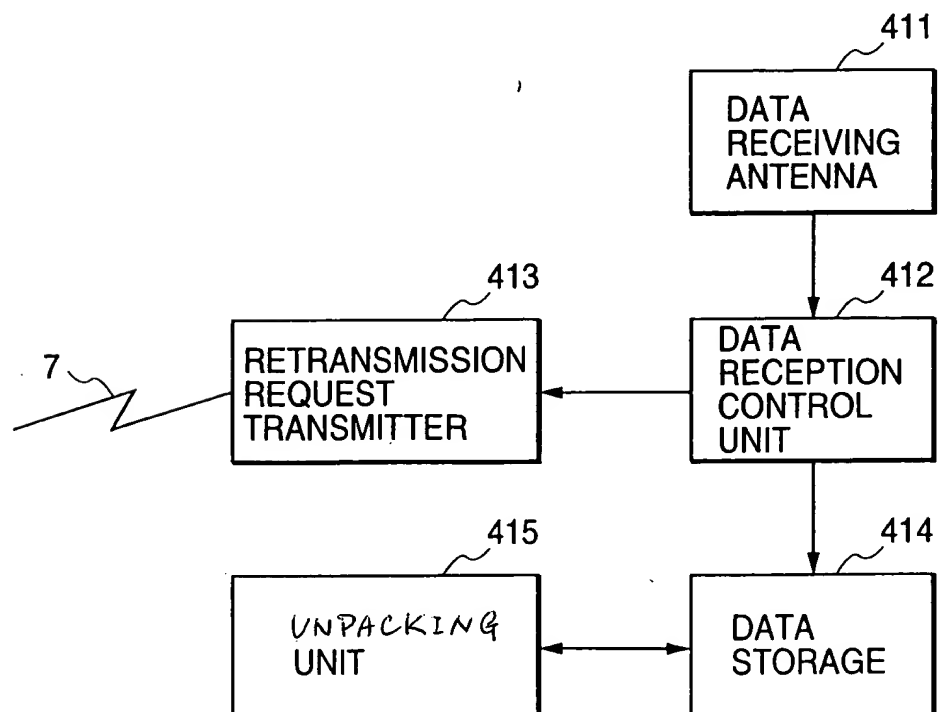 411
DATA
RECEIVING
ANTENNA
413
412
7
RETRANSMISSION
REQUEST
TRANSMITTER
DATA
RECEPTION
CONTROL
UNIT
415
414
UNPACKING
UNIT
DATA
STORAGE